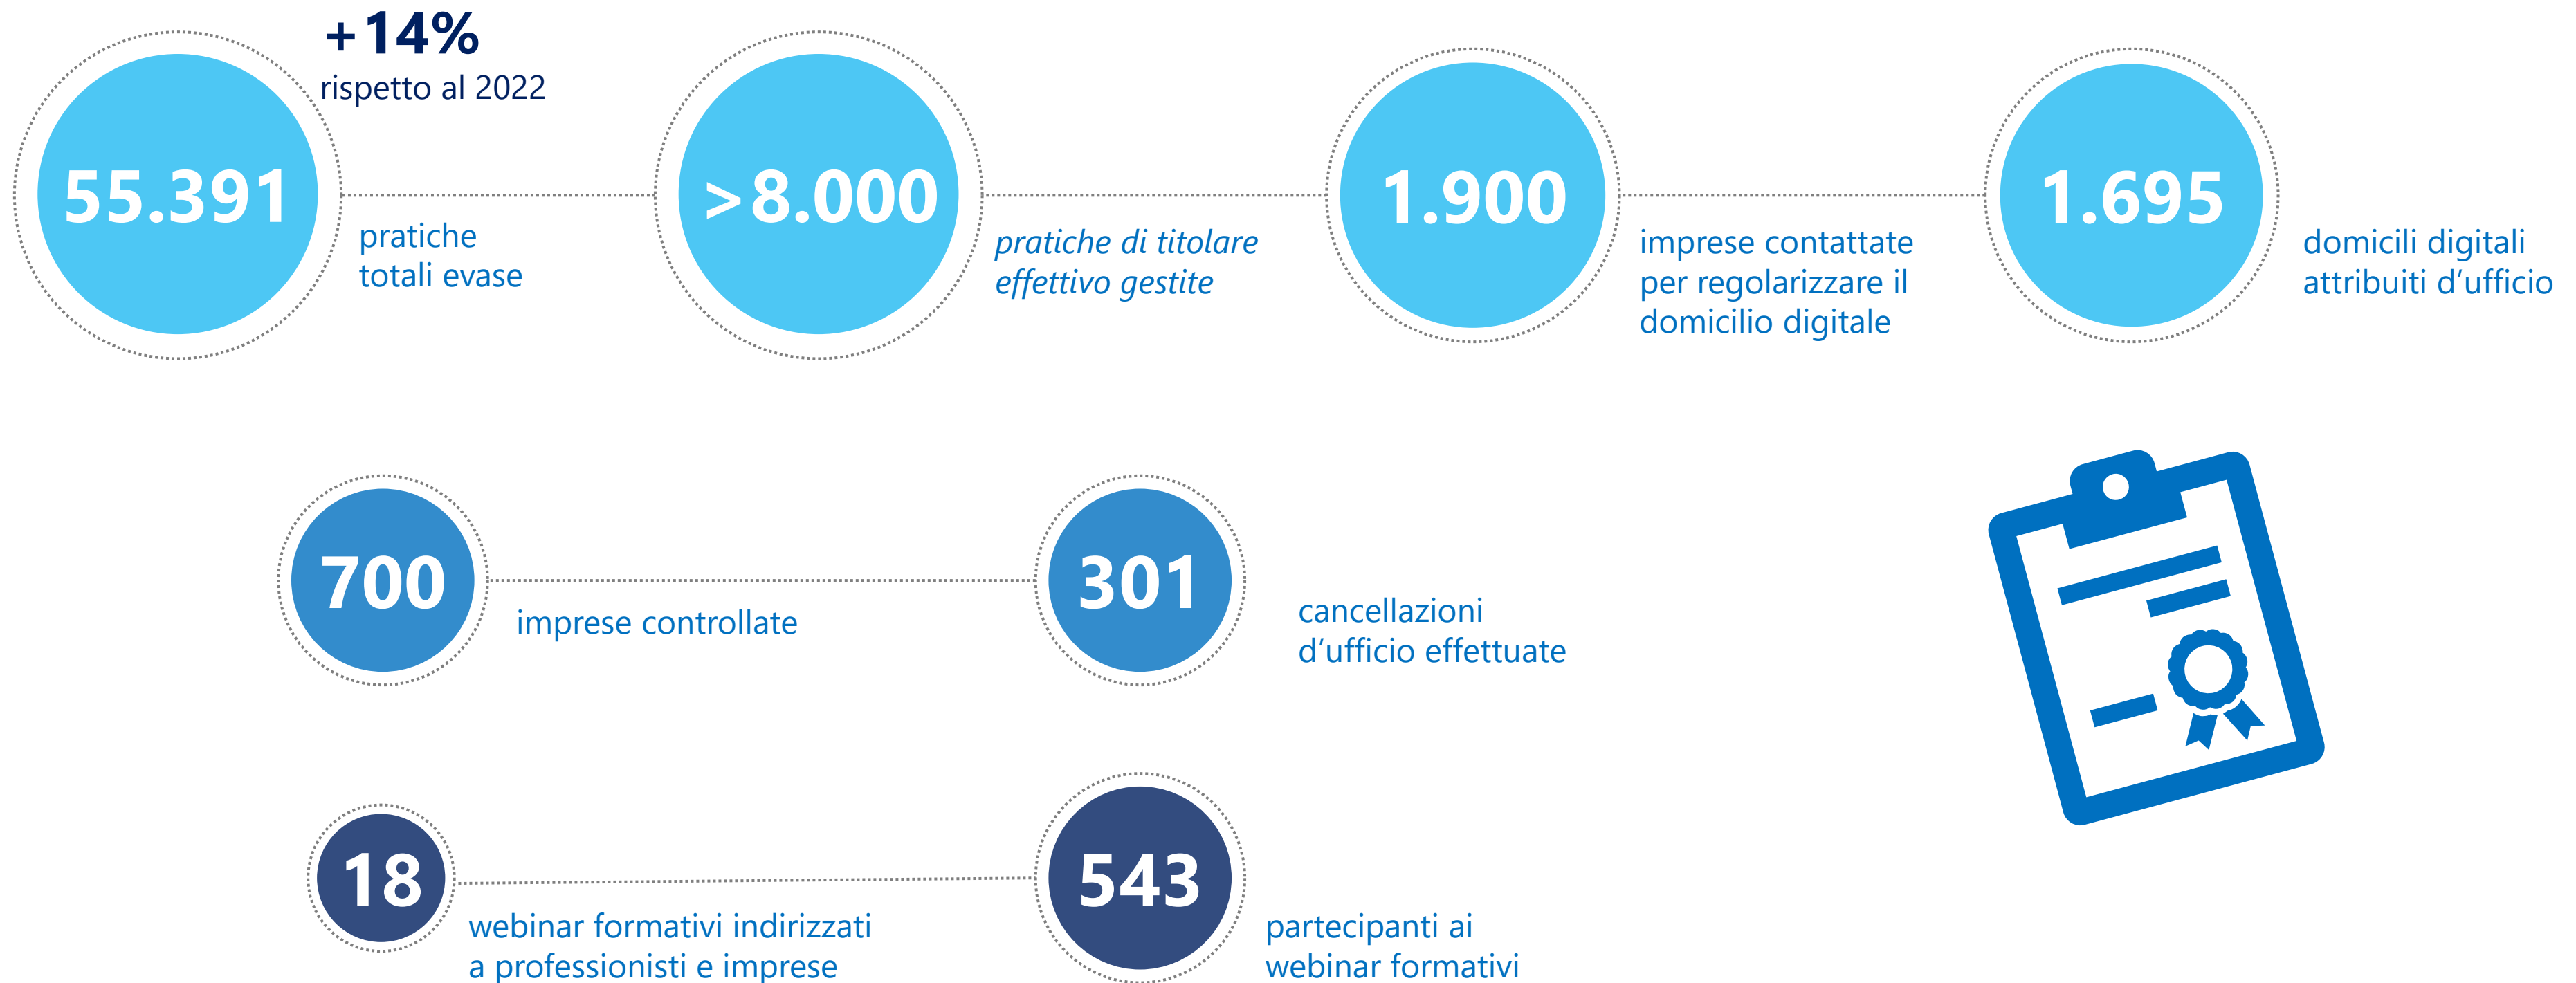 +14%
rispetto al 2022
55.391
pratiche
totali evase
>8.000
pratiche di titolare
effettivo gestite
1.900
imprese contattate
per regolarizzare il
domicilio digitale
1.695
domicili digitali
attribuiti d’ufficio
700
imprese controllate
301
cancellazioni
d’ufficio effettuate
18
webinar formativi indirizzati
a professionisti e imprese
543
partecipanti ai
webinar formativi